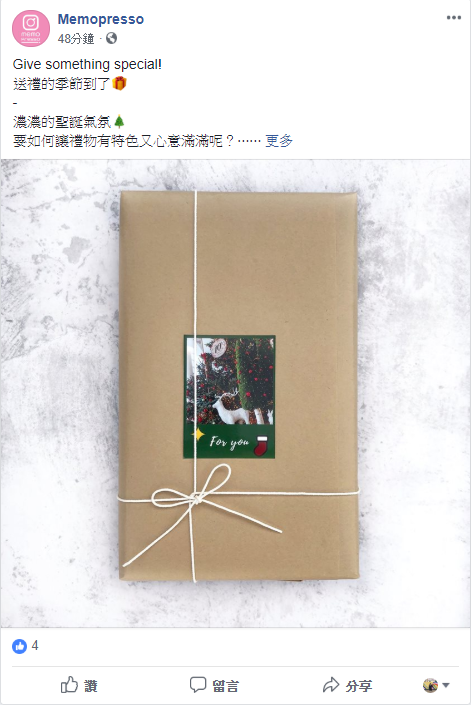 Memopresso
48分鐘
Give something special!
送禮的季節到了🎁
-
濃濃的聖誕氣氛🎄
要如何讓禮物有特色又心意滿滿呢？⋯⋯ 更多
For you
4
讚 留言 分享